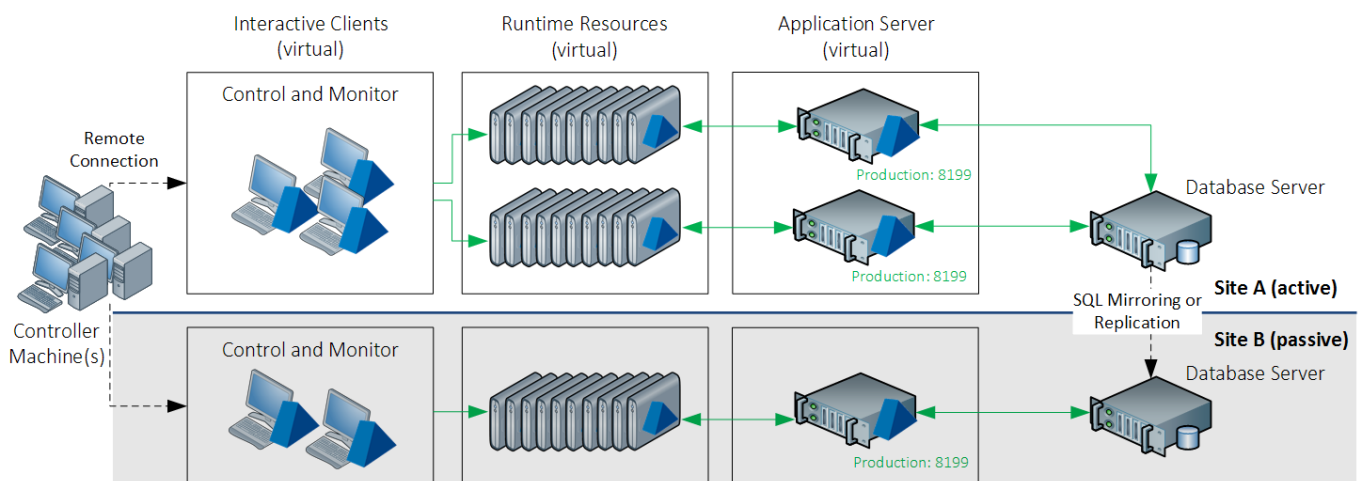 Interactive Clients
(virtual)
Runtime Resources
(virtual)
Application Server
(virtual)
Control and Monitor
Remote
Connection
Production: 8199
Database Server
Production: 8199
Controller
Machine(s)
Site A (active)
SQL Mirroring or
Replication
Site B (passive)
Control and Monitor
Database Server
Production: 8199